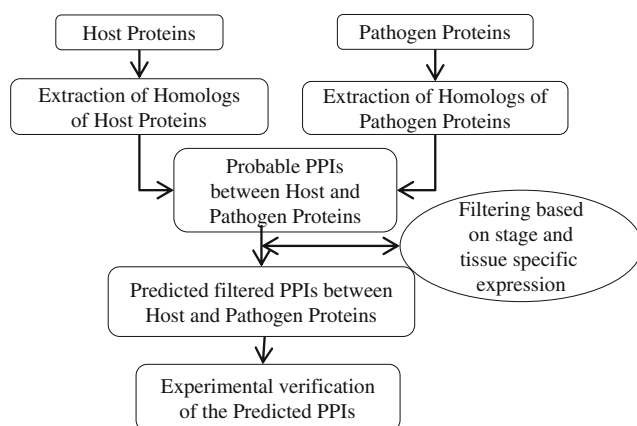 Host Proteins
Pathogen Proteins
Extraction of Homologs
of Host Proteins
Extraction of Homologs of
Pathogen Proteins
Probable PPIs
between Host and
Pathogen Proteins
Filtering based
on stage and
tissue specific
expression
Predicted filtered PPIs between
Host and Pathogen Proteins
Experimental verification
of the Predicted PPIs